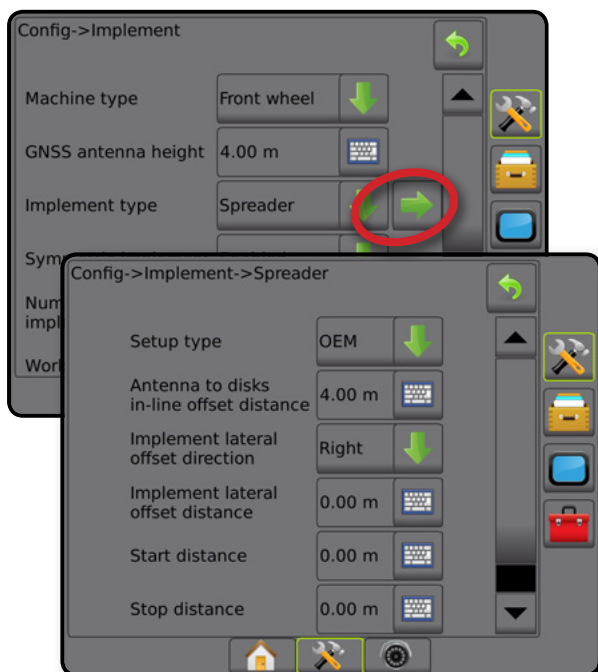 Config->Implement
Machine type Front wheel
GNSS antenna height 4.00 m
Implement type Spreader
Config->Implement->Spreader
Setup type OEM
Antenna to disks
in-line offset distance 4.00 m
Implement lateral
offset direction Right
Implement lateral
offset distance 0.00 m
Start distance 0.00 m
Stop distance 0.00 m